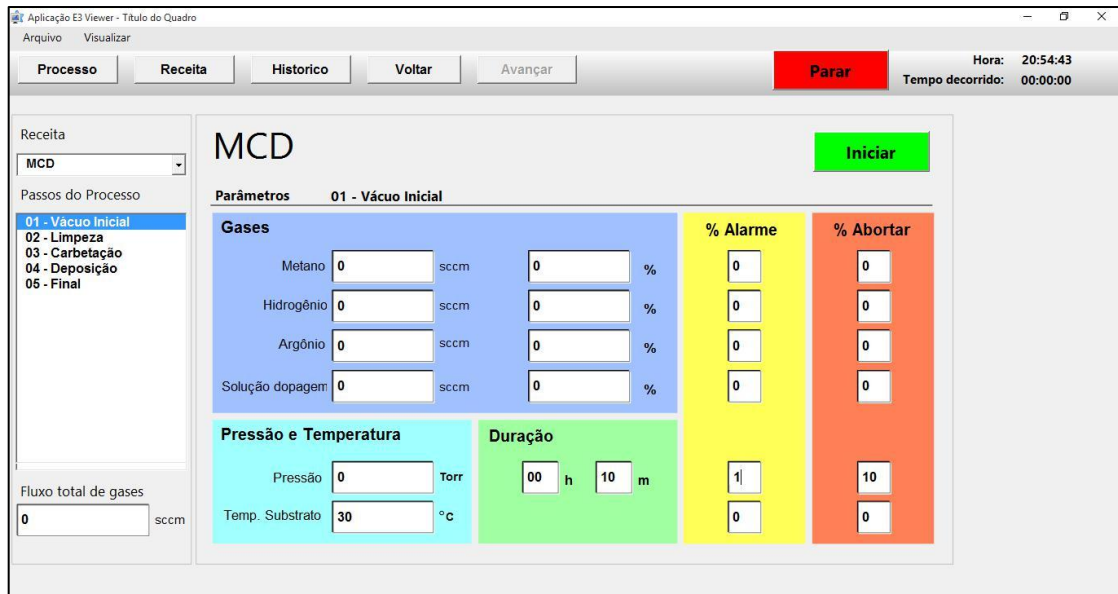 Aplicação E3 Viewer - Título do Quadro
Arquivo Visualizar
Processo Receita Historico Voltar Avançar Parar Hora: 20:54:43
Tempo decorrido: 00:00:00
Receita
MCD
Passos do Processo
01 - Vácuo Inicial
02 - Limpeza
03 - Carbetação
04 - Deposição
05 - Final
Fluxo total de gases
0 sccm
MCD Iniciar
Parâmetros 01 - Vácuo Inicial
Gases % Alarme % Abortar
Metano 0 sccm 0 % 0 0
Hidrogênio 0 sccm 0 % 0 0
Argônio 0 sccm 0 % 0 0
Solução dopagem 0 sccm 0 % 0 0
Pressão e Temperatura Duração
Pressão 0 Torr 00 h 10 m 1 10
Temp. Substrato 30 °C 0 0